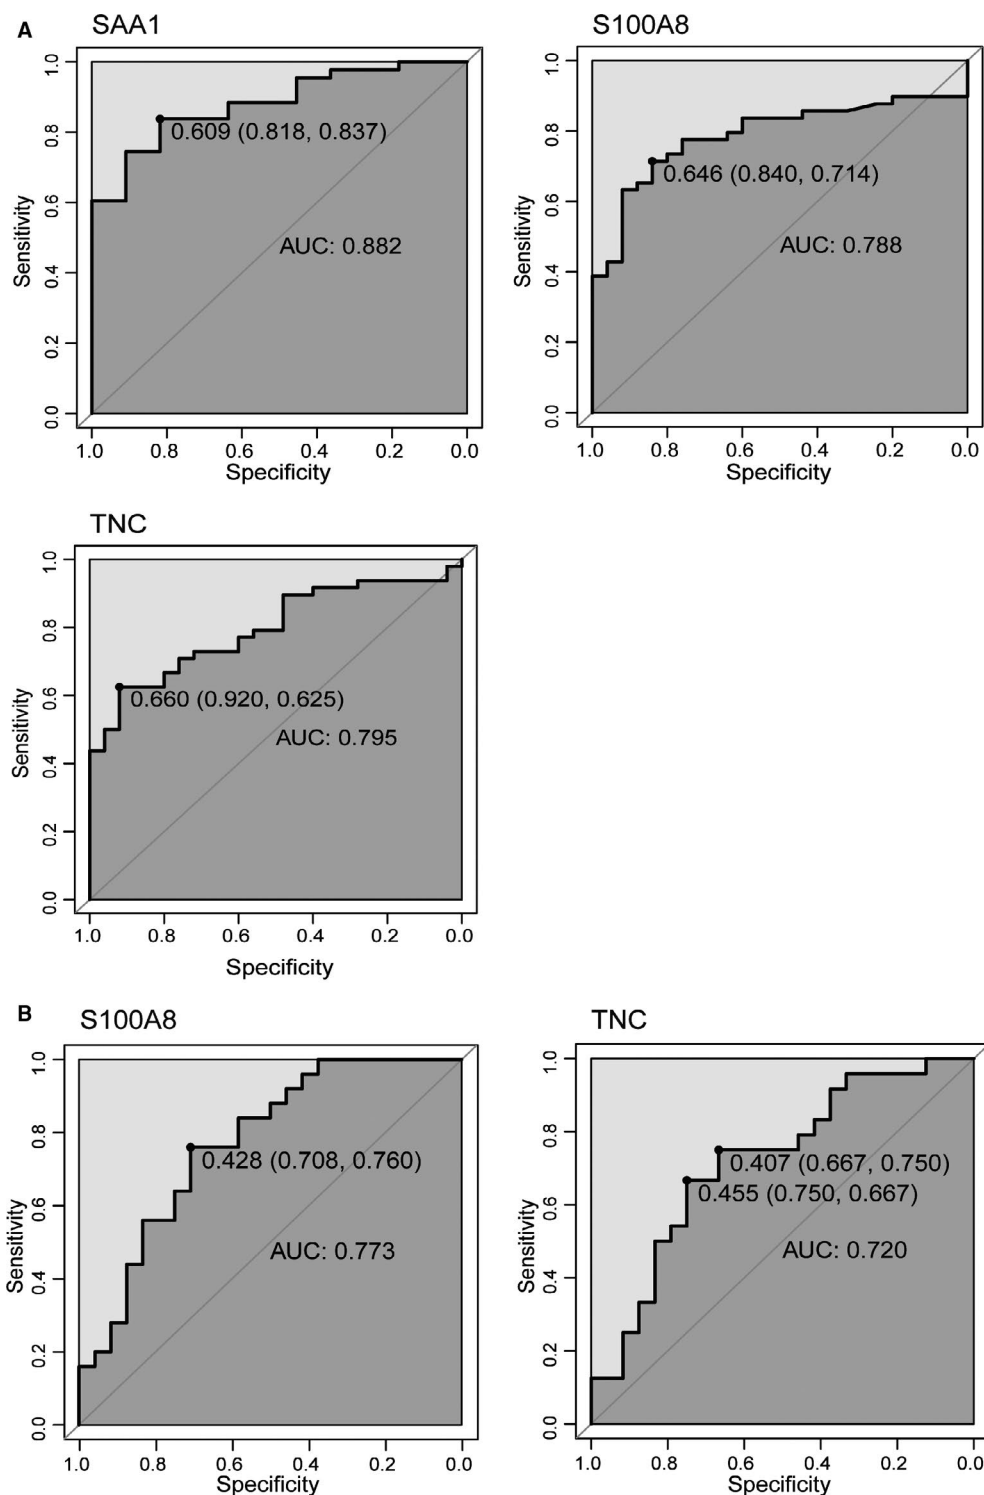 A
SAA1
1.0
0.8
0.6
0.4
0.2
0.0
Sensitivity
0.609 (0.818, 0.837)
AUC: 0.882
1.0 0.8 0.6 0.4 0.2 0.0
Specificity
S100A8
1.0
0.8
0.6
0.4
0.2
0.0
Sensitivity
0.646 (0.840, 0.714)
AUC: 0.788
1.0 0.8 0.6 0.4 0.2 0.0
Specificity
TNC
1.0
0.8
0.6
0.4
0.2
0.0
Sensitivity
0.660 (0.920, 0.625)
AUC: 0.795
1.0 0.8 0.6 0.4 0.2 0.0
Specificity
B
S100A8
1.0
0.8
0.6
0.4
0.2
0.0
Sensitivity
0.428 (0.708, 0.760)
AUC: 0.773
1.0 0.8 0.6 0.4 0.2 0.0
Specificity
TNC
1.0
0.8
0.6
0.4
0.2
0.0
Sensitivity
0.407 (0.667, 0.750)
0.455 (0.750, 0.667)
AUC: 0.720
1.0 0.8 0.6 0.4 0.2 0.0
Specificity